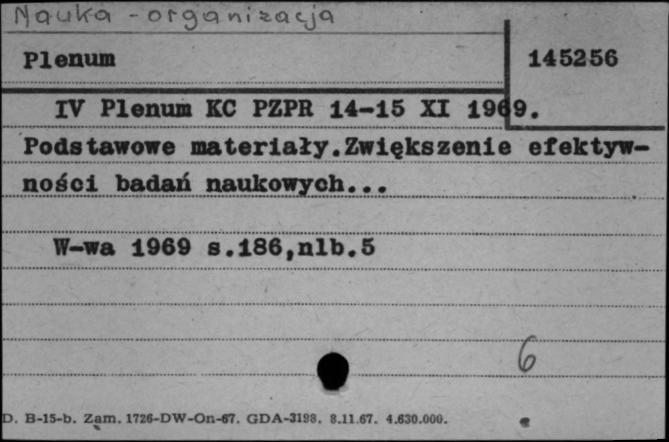 Nauka - organizacja
Plenum
145256
IV Plenum KC PZPR 14-15 XI 1969.
Podstawowe materiały.Zwiększenie efektyw-
ności badań naukowych...
W-wa 1969 s.186,nlb.5
6
D. B-15-b. Zam. 1726-DW-On-67. GDA-3198. 8.11.67. 4.630.000.